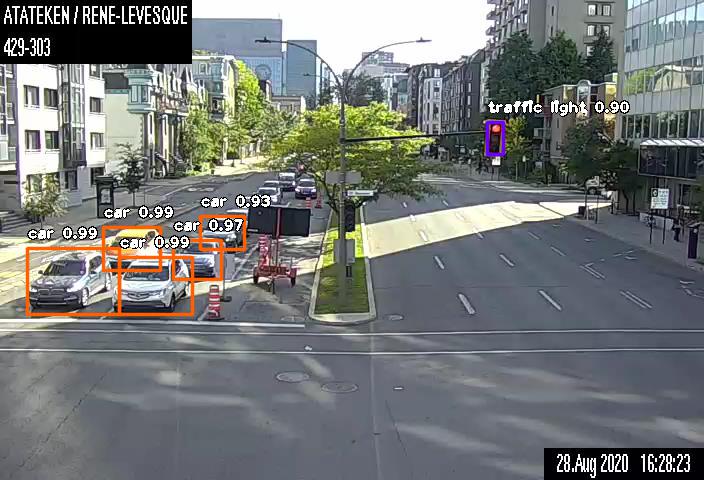 ATATEKEN / RENE-LEVESQUE
429-303
traffic light 0.90
car 0.93
car 0.99
car 0.97
car 0.99
car 0.99
28.Aug 2020 16:28:23